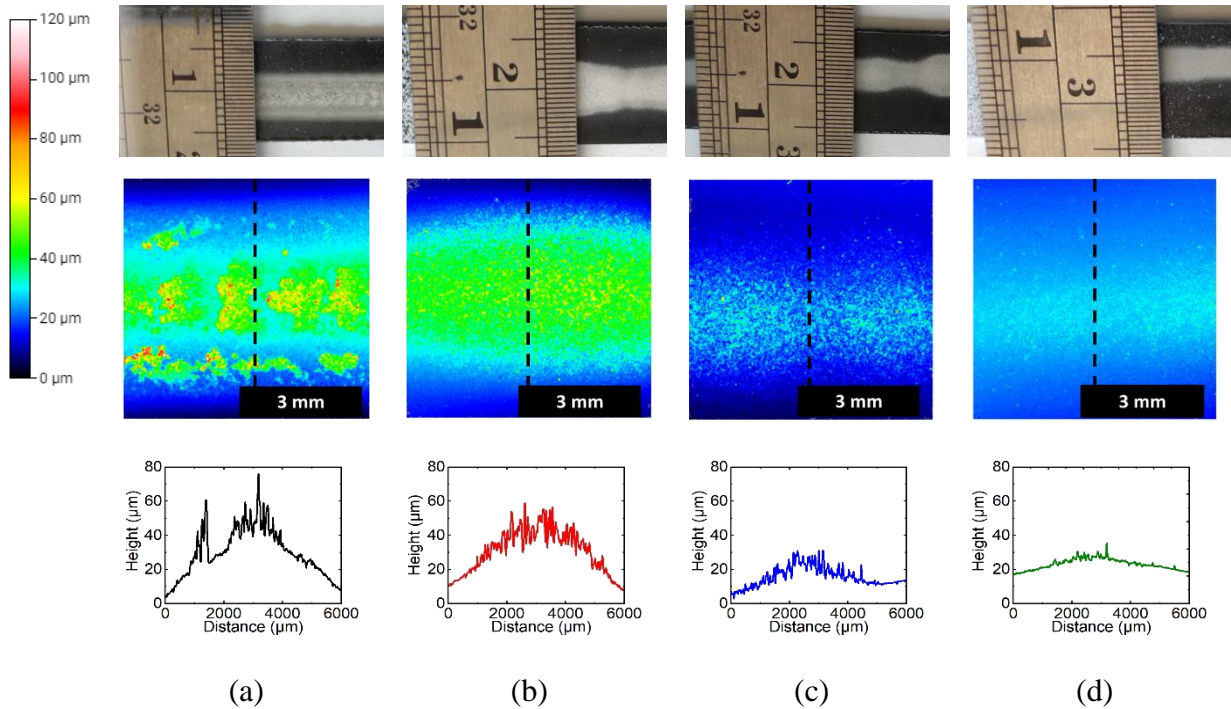 120 µm
100 µm
80 µm
60 µm
40 µm
20 µm
0 µm
1
32
2
32
2
1
32
2
1
3
1
3
3 mm
3 mm
3 mm
3 mm
80
60
40
20
0
Height (µm)
0 2000 4000 6000
Distance (µm)
80
60
40
20
0
Height (µm)
0 2000 4000 6000
Distance (µm)
80
60
40
20
0
Height (µm)
0 2000 4000 6000
Distance (µm)
80
60
40
20
0
Height (µm)
0 2000 4000 6000
Distance (µm)
(a) (b) (c) (d)